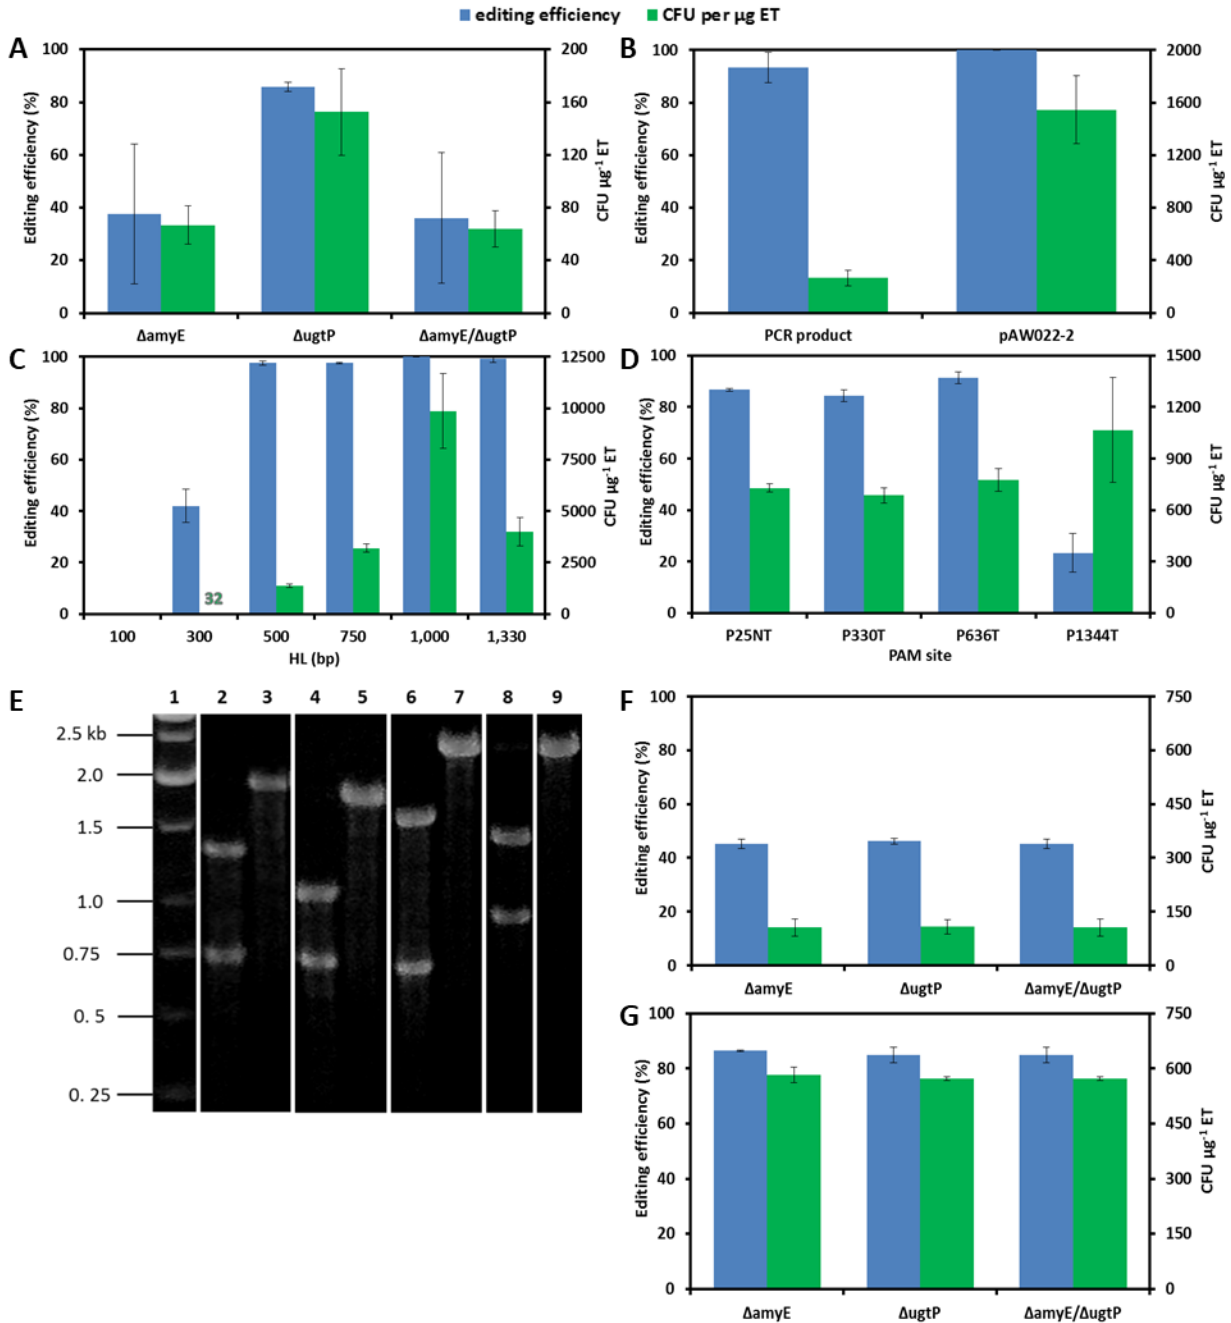 editing efficiency CFU per µg ET
A
100 200
80 160
60 120
40 80
20 40
0 0
Editing efficiency (%)
CFU µg⁻¹ ET
ΔamyE ΔugtP ΔamyE/ΔugtP
B
100 2000
80 1600
60 1200
40 800
20 400
0 0
Editing efficiency (%)
CFU µg⁻¹ ET
PCR product pAW022-2
C
100 12500
80 10000
60 7500
40 5000
20 2500
0 0
Editing efficiency (%)
CFU µg⁻¹ ET
32
100 300 500 750 1,000 1,330
HL (bp)
D
100 1500
80 1200
60 900
40 600
20 300
0 0
Editing efficiency (%)
CFU µg⁻¹ ET
P25NT P330T P636T P1344T
PAM site
E
1 2 3 4 5 6 7 8 9
2.5 kb
2.0
1.5
1.0
0.75
0. 5
0. 25
F
100 750
80 600
60 450
40 300
20 150
0 0
Editing efficiency (%)
CFU µg⁻¹ ET
ΔamyE ΔugtP ΔamyE/ΔugtP
G
100 750
80 600
60 450
40 300
20 150
0 0
Editing efficiency (%)
CFU µg⁻¹ ET
ΔamyE ΔugtP ΔamyE/ΔugtP